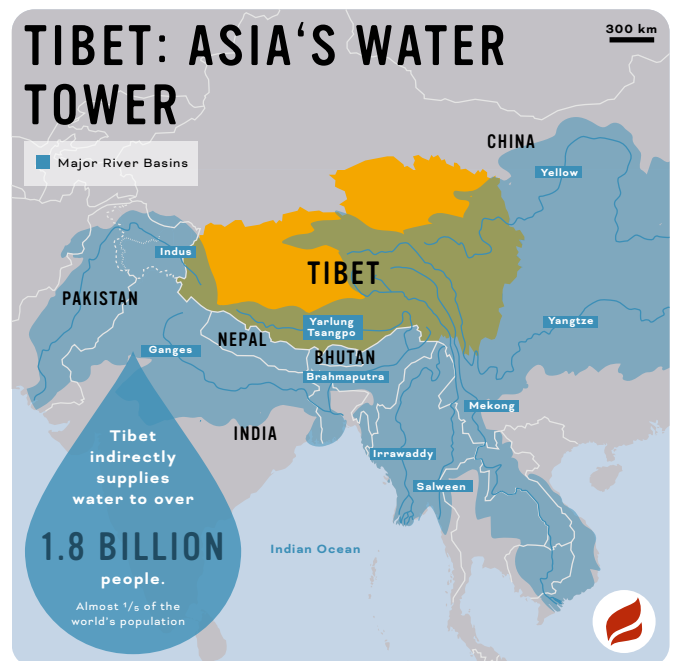 TIBET: ASIA‘S WATER
TOWER
300 km
Major River Basins
CHINA
Yellow
Indus
TIBET
PAKISTAN
Yarlung
Tsangpo
Yangtze
NEPAL
Ganges
BHUTAN
Brahmaputra
Mekong
INDIA
Irrawaddy
Salween
Indian Ocean
Tibet
indirectly
supplies
water to over
1.8 BILLION
people.
Almost ¹/₅ of the
world's population